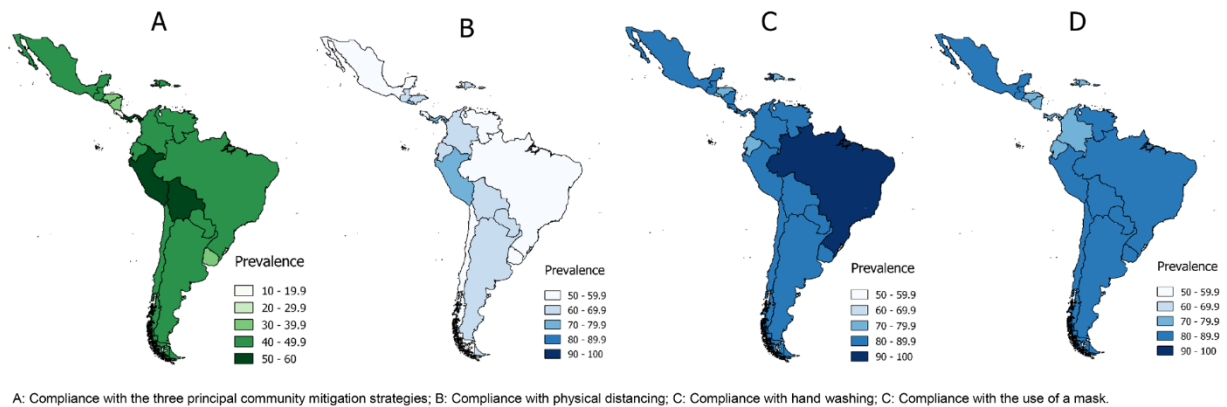 A
B
C
D
Prevalence
10 - 19.9
20 - 29.9
30 - 39.9
40 - 49.9
50 - 60
Prevalence
50 - 59.9
60 - 69.9
70 - 79.9
80 - 89.9
90 - 100
Prevalence
50 - 59.9
60 - 69.9
70 - 79.9
80 - 89.9
90 - 100
Prevalence
50 - 59.9
60 - 69.9
70 - 79.9
80 - 89.9
90 - 100
A: Compliance with the three principal community mitigation strategies; B: Compliance with physical distancing; C: Compliance with hand washing; C: Compliance with the use of a mask.